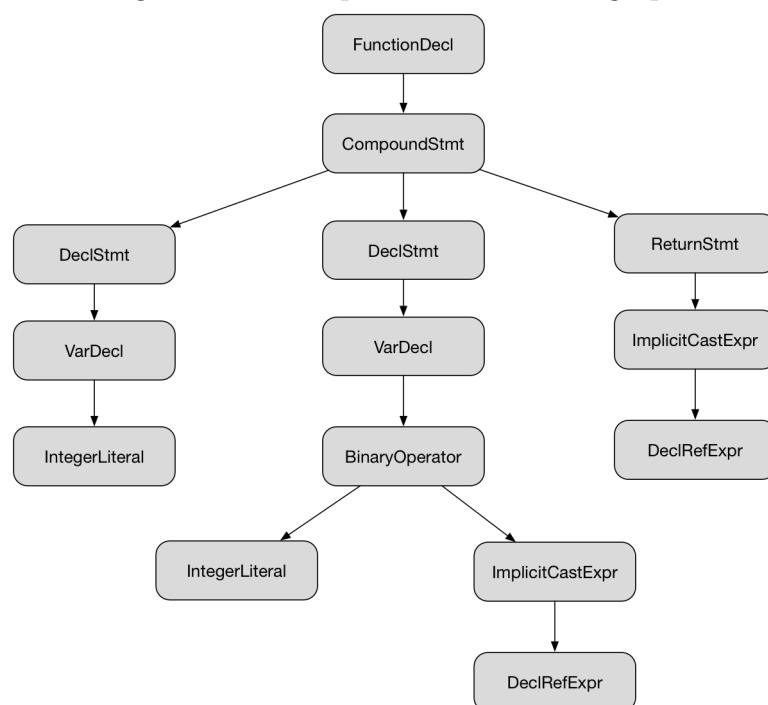 FunctionDecl
CompoundStmt
DeclStmt
DeclStmt
ReturnStmt
VarDecl
VarDecl
ImplicitCastExpr
IntegerLiteral
BinaryOperator
DeclRefExpr
IntegerLiteral
ImplicitCastExpr
DeclRefExpr